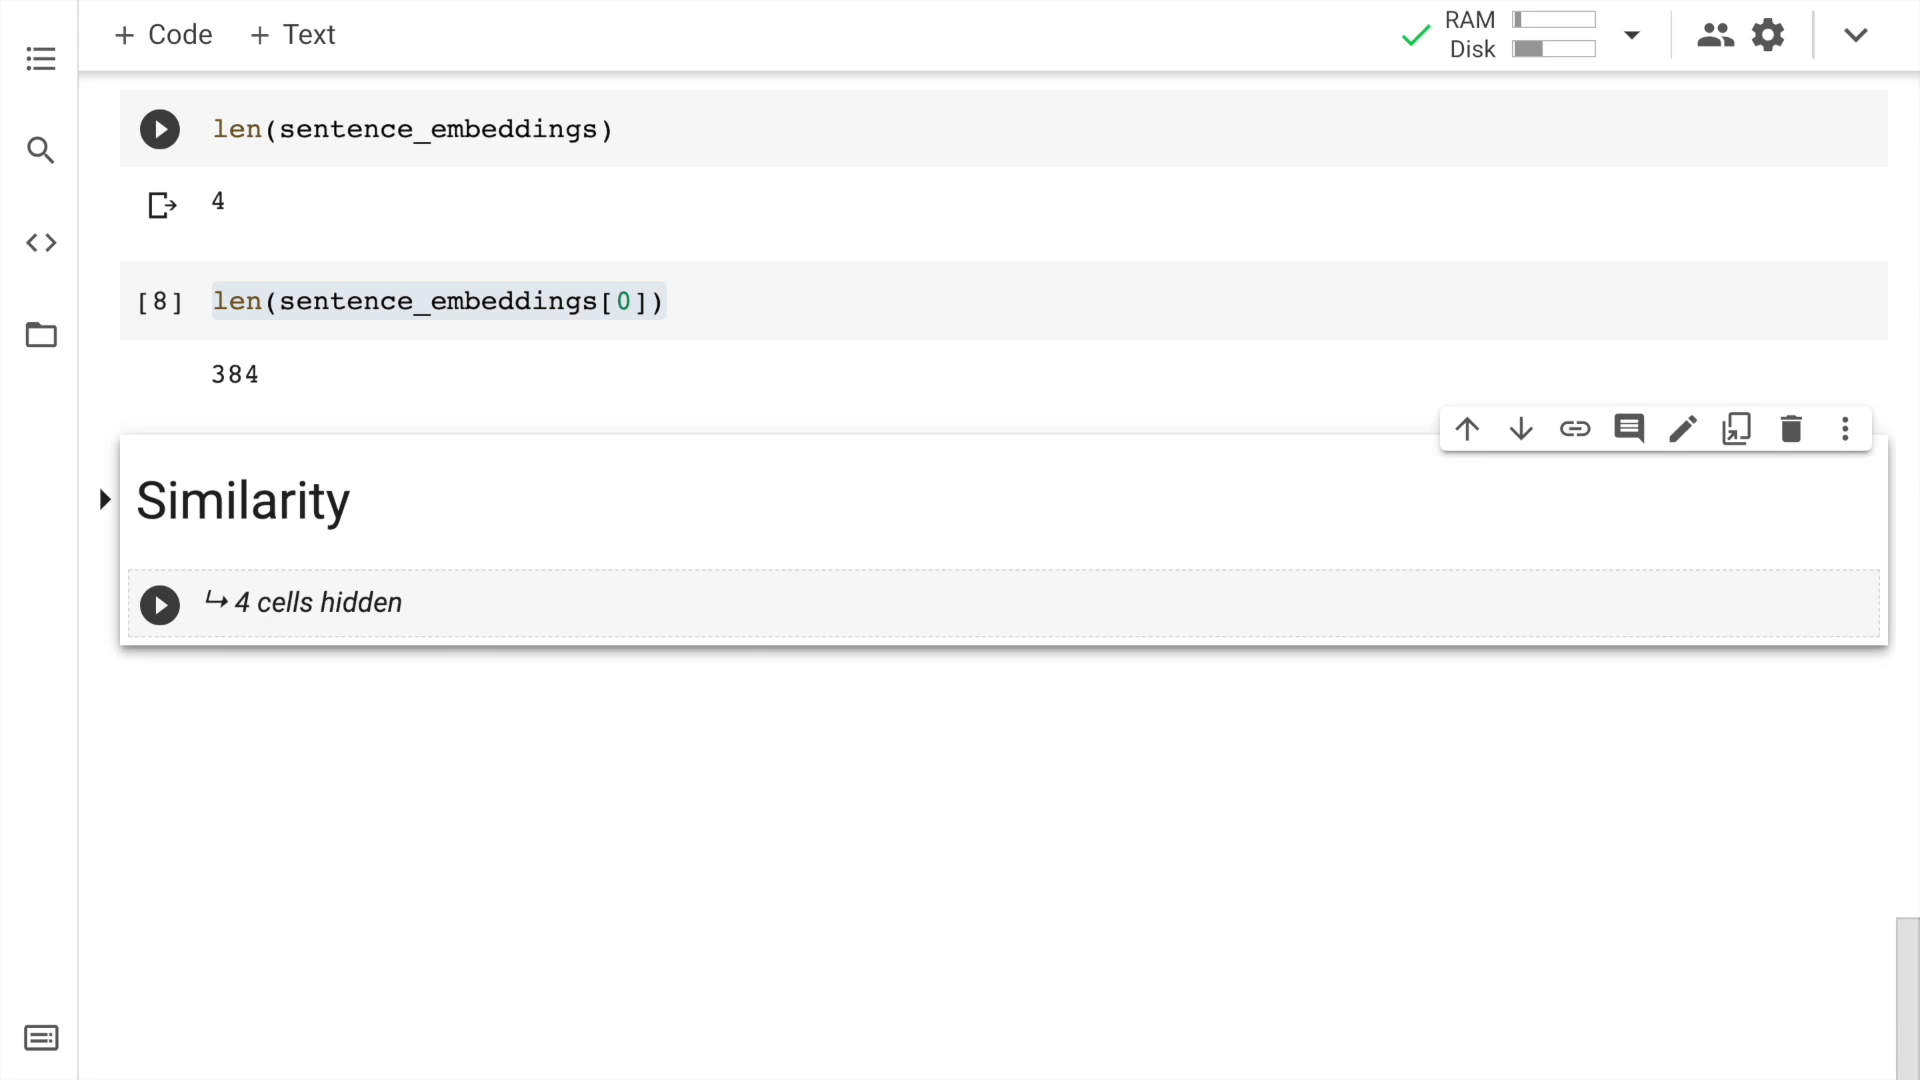 + Code + Text
RAM
Disk
len(sentence_embeddings)
4
[8] len(sentence_embeddings[0])
384
Similarity
↳ 4 cells hidden